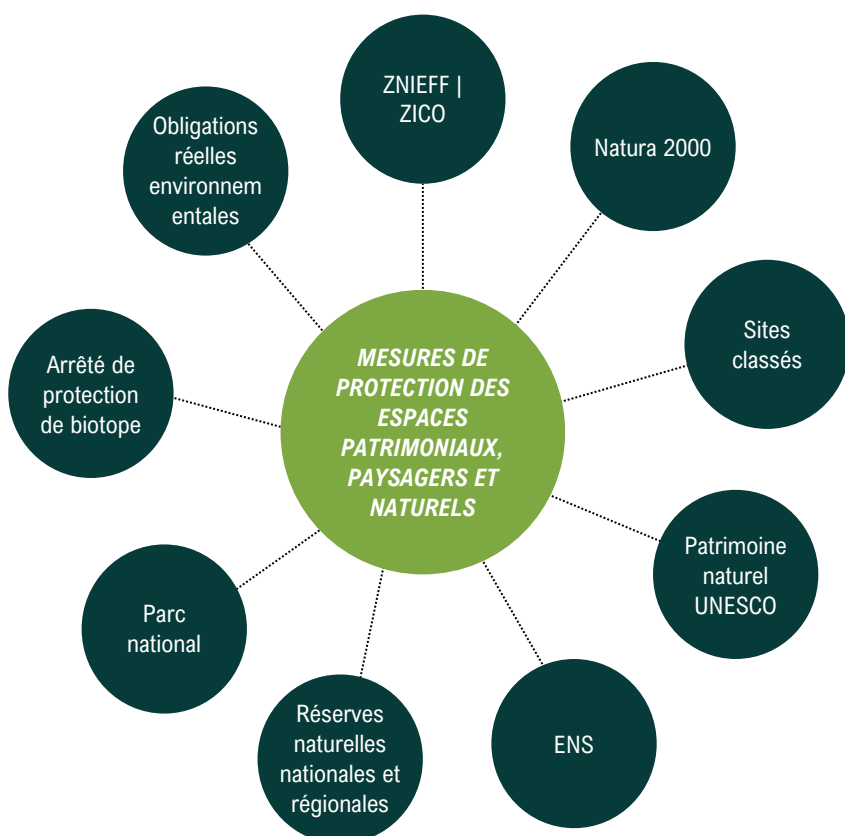 ZNIEFF |
ZICO
Natura 2000
Sites
classés
Patrimoine
naturel
UNESCO
ENS
Réserves
naturelles
nationales et
régionales
Parc
national
Arrêté de
protection
de biotope
Obligations
réelles
environnem
entales
MESURES DE
PROTECTION DES
ESPACES
PATRIMONIAUX,
PAYSAGERS ET
NATURELS